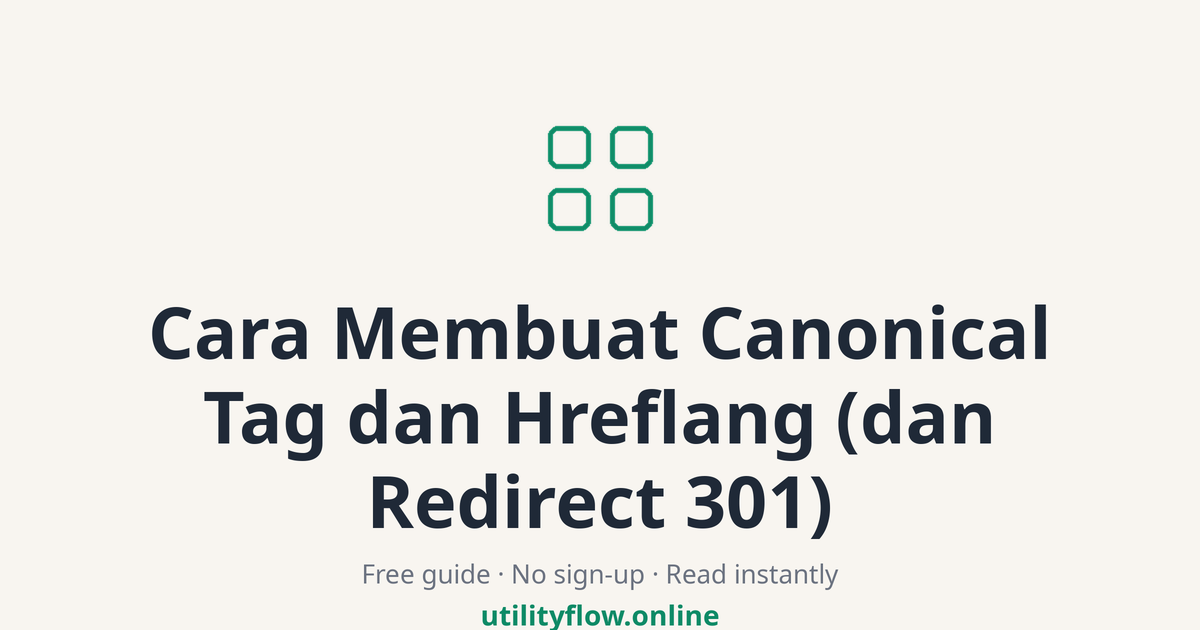 Cara Membuat Canonical
Tag dan Hreflang (dan
Redirect 301)
Free guide · No sign-up · Read instantly
utilityflow.online